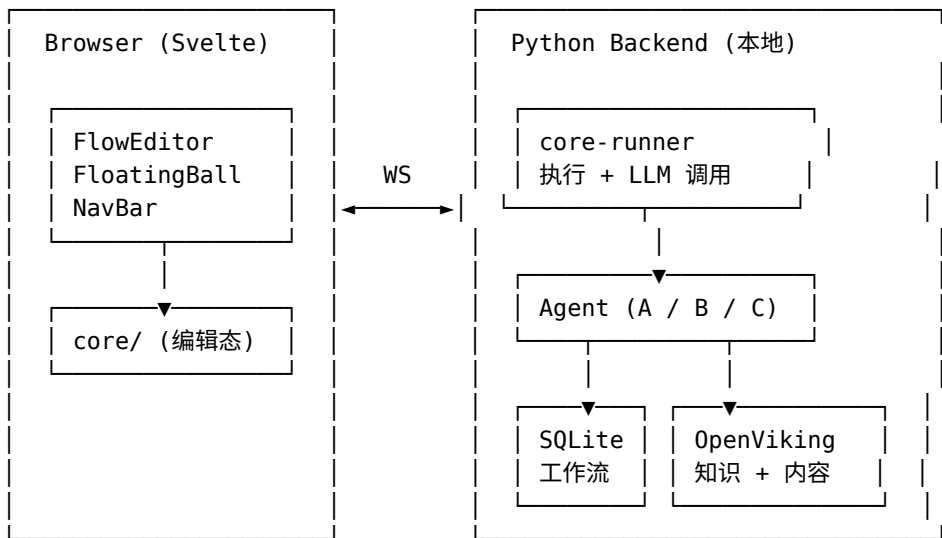 Browser (Svelte)
FlowEditor
FloatingBall
NavBar
core/ (编辑态)
WS
Python Backend (本地)
core-runner
执行 + LLM 调用
Agent (A / B / C)
SQLite
工作流
OpenViking
知识 + 内容